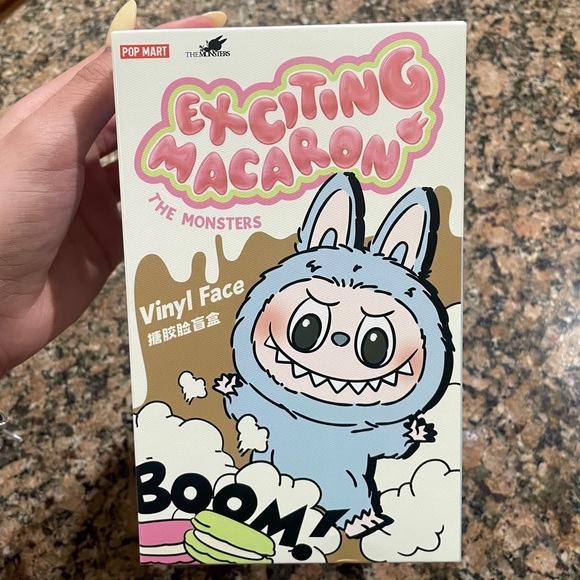 POP MART
THE MONSTERS
EXCITING
MACARON
THE MONSTERS
Vinyl Face
搪胶脸盲盒
BOOM!